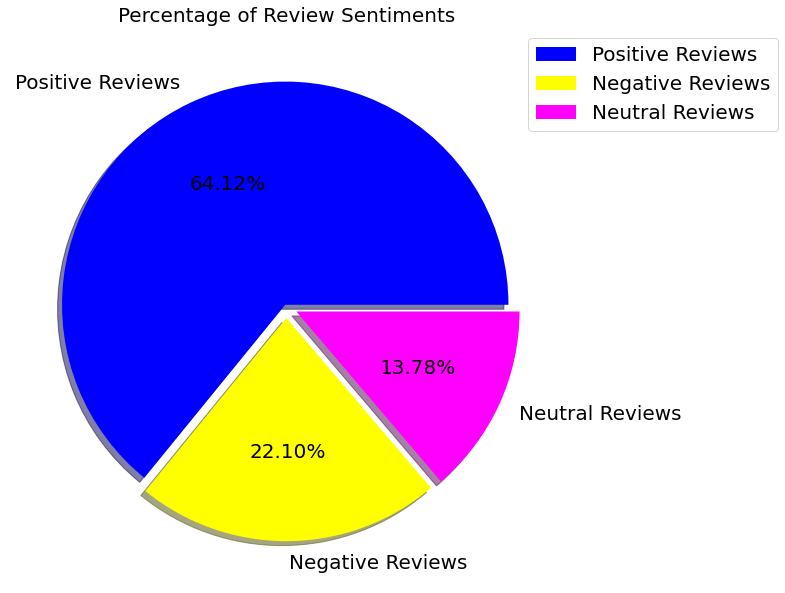 Percentage of Review Sentiments
Positive Reviews
Negative Reviews
Neutral Reviews
Positive Reviews
64.12%
13.78%
Neutral Reviews
22.10%
Negative Reviews